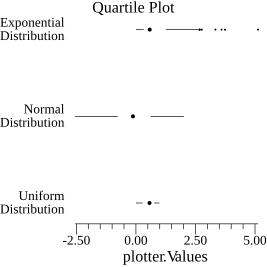 Quartile Plot
Exponential
Distribution
Normal
Distribution
Uniform
Distribution
-2.50 0.00 2.50 5.00
plotter.Values